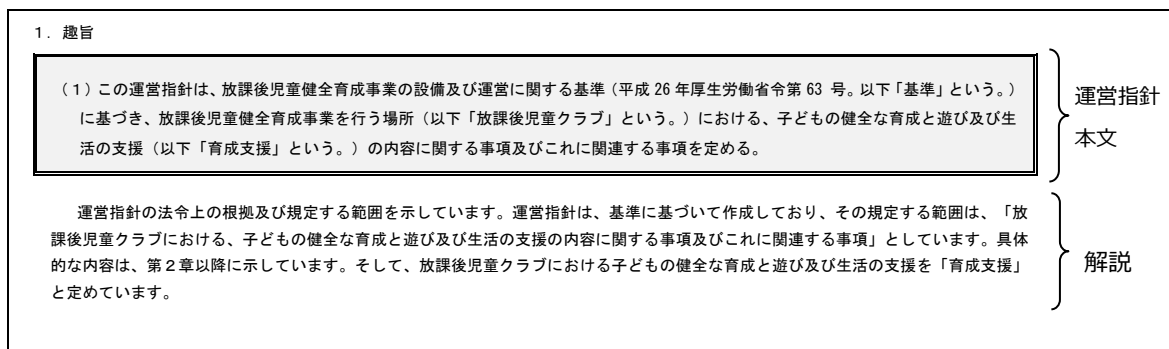 1．趣旨
（1）この運営指針は、放課後児童健全育成事業の設備及び運営に関する基準（平成 26 年厚生労働省令第 63 号。以下「基準」という。）
に基づき、放課後児童健全育成事業を行う場所（以下「放課後児童クラブ」という。）における、子どもの健全な育成と遊び及び生
活の支援（以下「育成支援」という。）の内容に関する事項及びこれに関連する事項を定める。
運営指針
本文
運営指針の法令上の根拠及び規定する範囲を示しています。運営指針は、基準に基づいて作成しており、その規定する範囲は、「放
課後児童クラブにおける、子どもの健全な育成と遊び及び生活の支援の内容に関する事項及びこれに関連する事項」としています。具体
的な内容は、第２章以降に示しています。そして、放課後児童クラブにおける子どもの健全な育成と遊び及び生活の支援を「育成支援」
と定めています。
解説